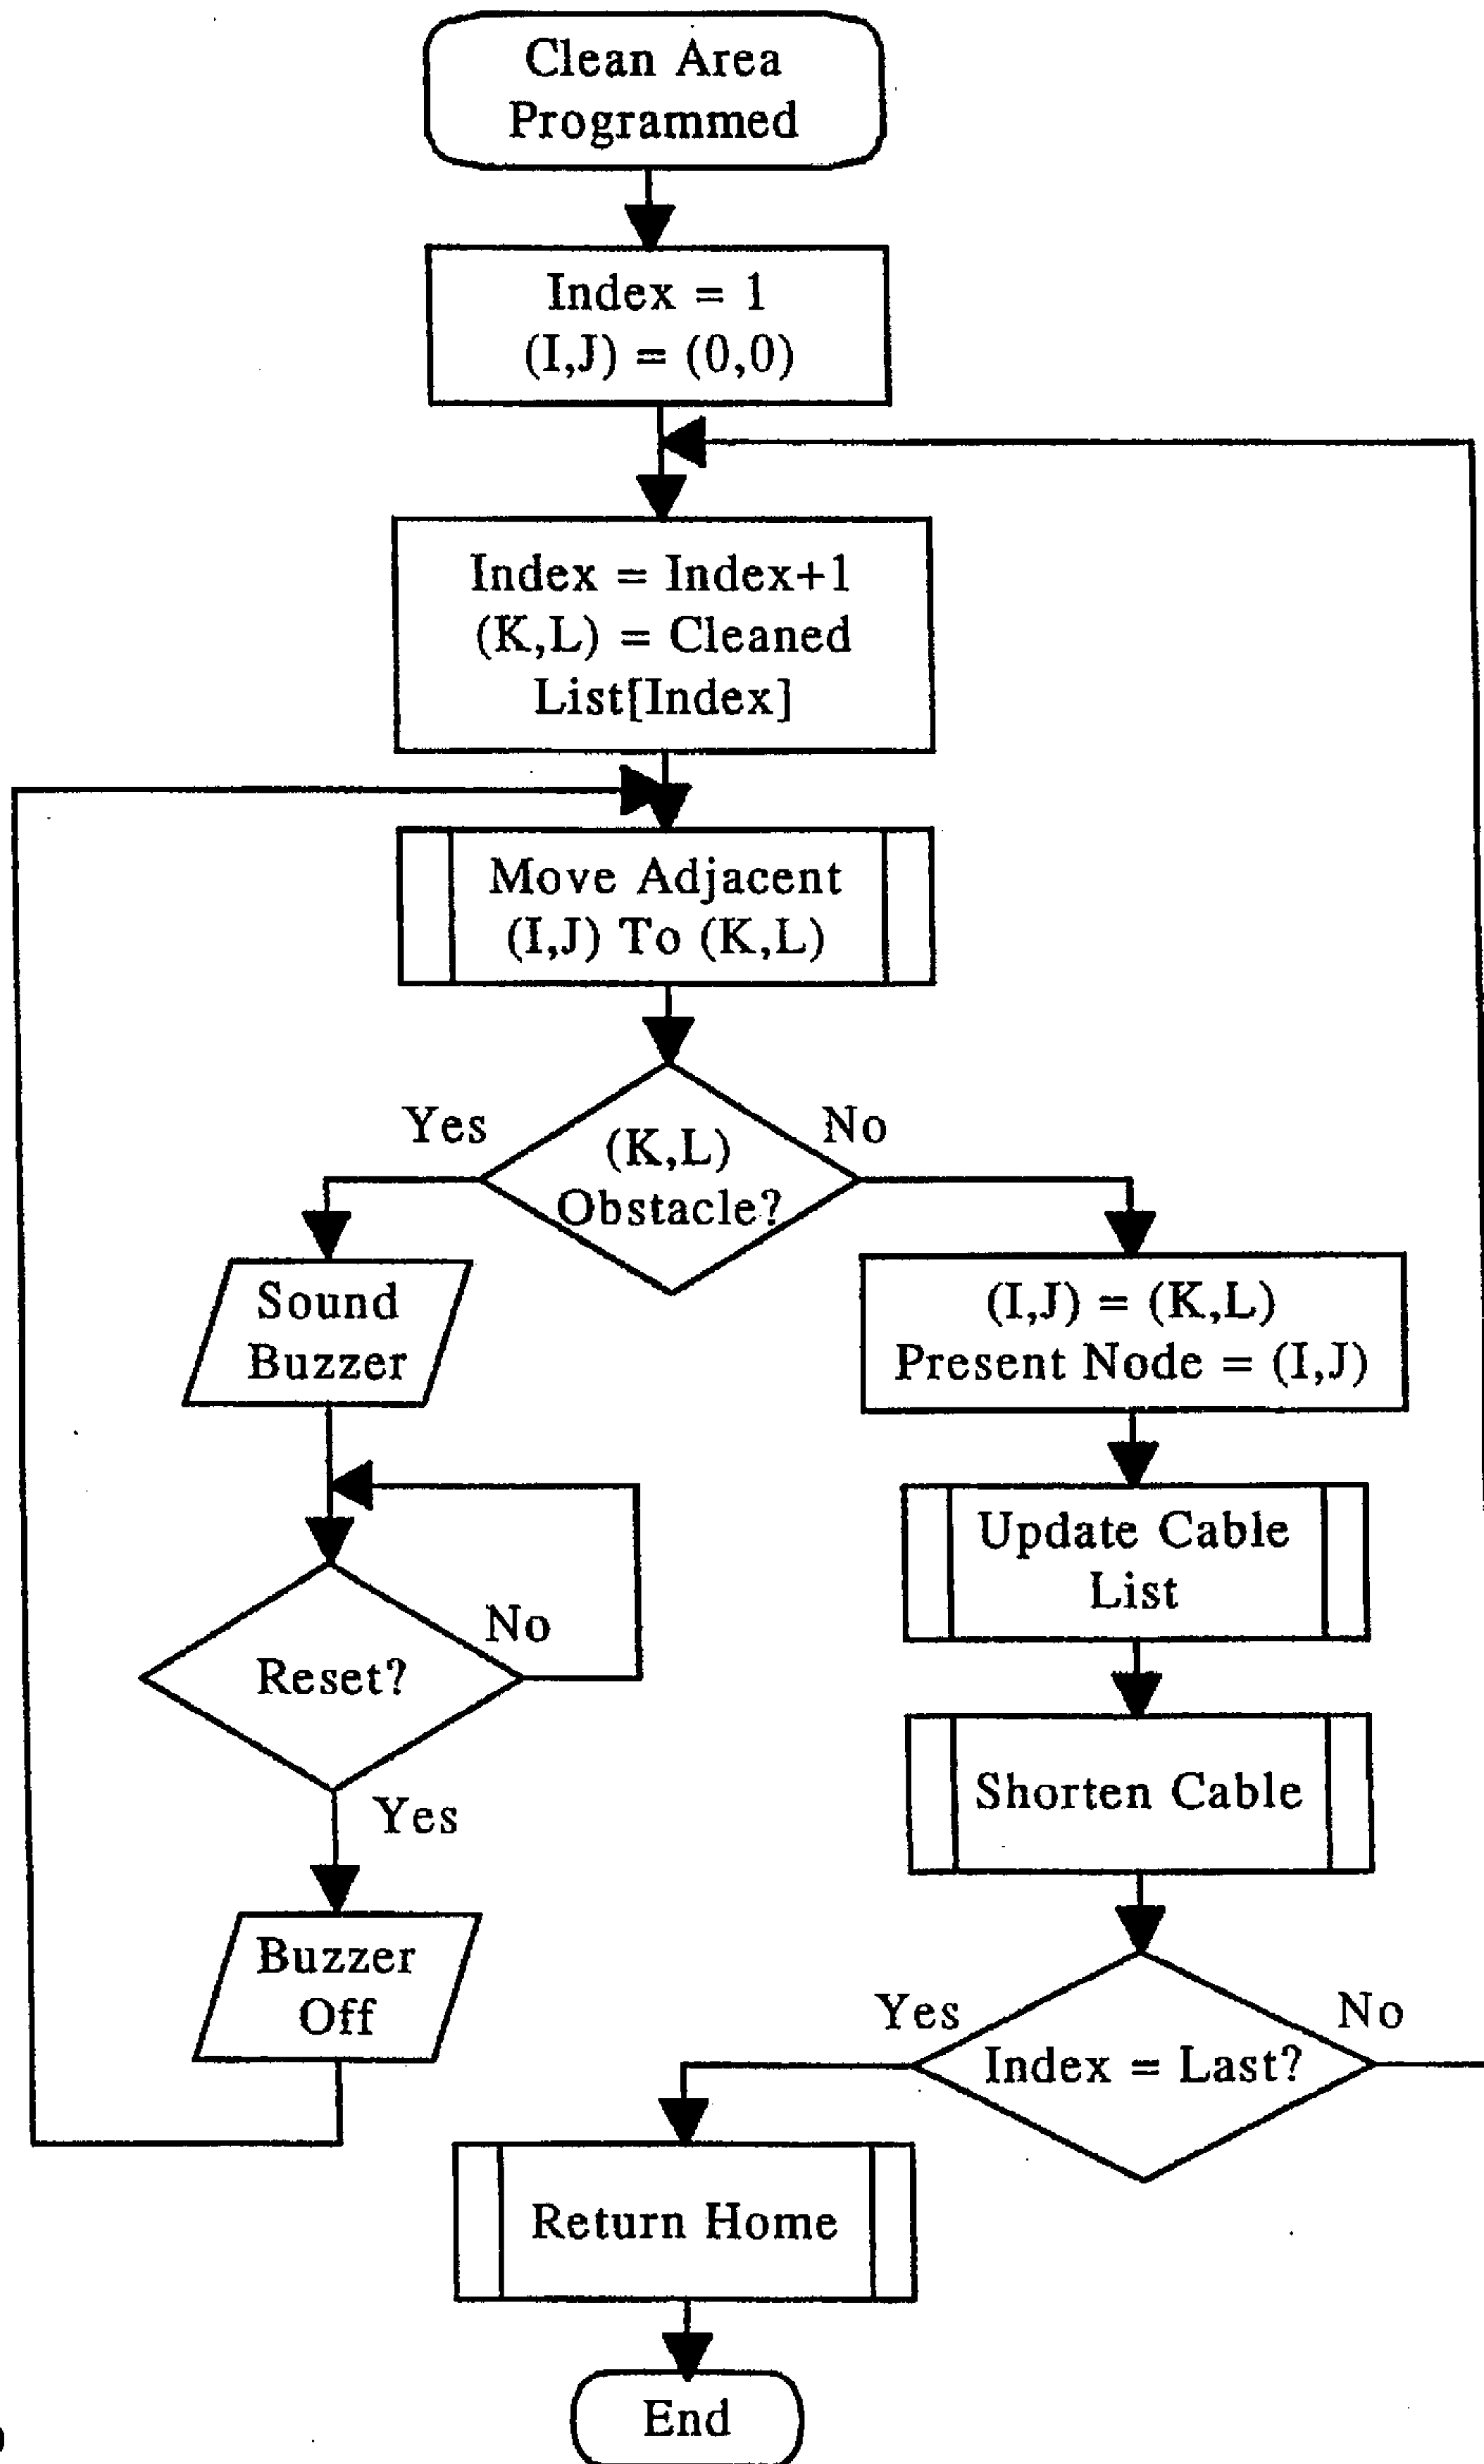 Clean Area
Programmed
Index = 1
(I,J) = (0,0)
Index = Index+1
(K,L) = Cleaned
List[Index]
Move Adjacent
(I,J) To (K,L)
Yes
No
(K,L)
Obstacle?
Sound
Buzzer
(I,J) = (K,L)
Present Node = (I,J)
Update Cable
List
No
Reset?
Shorten Cable
Yes
Buzzer
Off
Yes
No
Index = Last?
Return Home
End